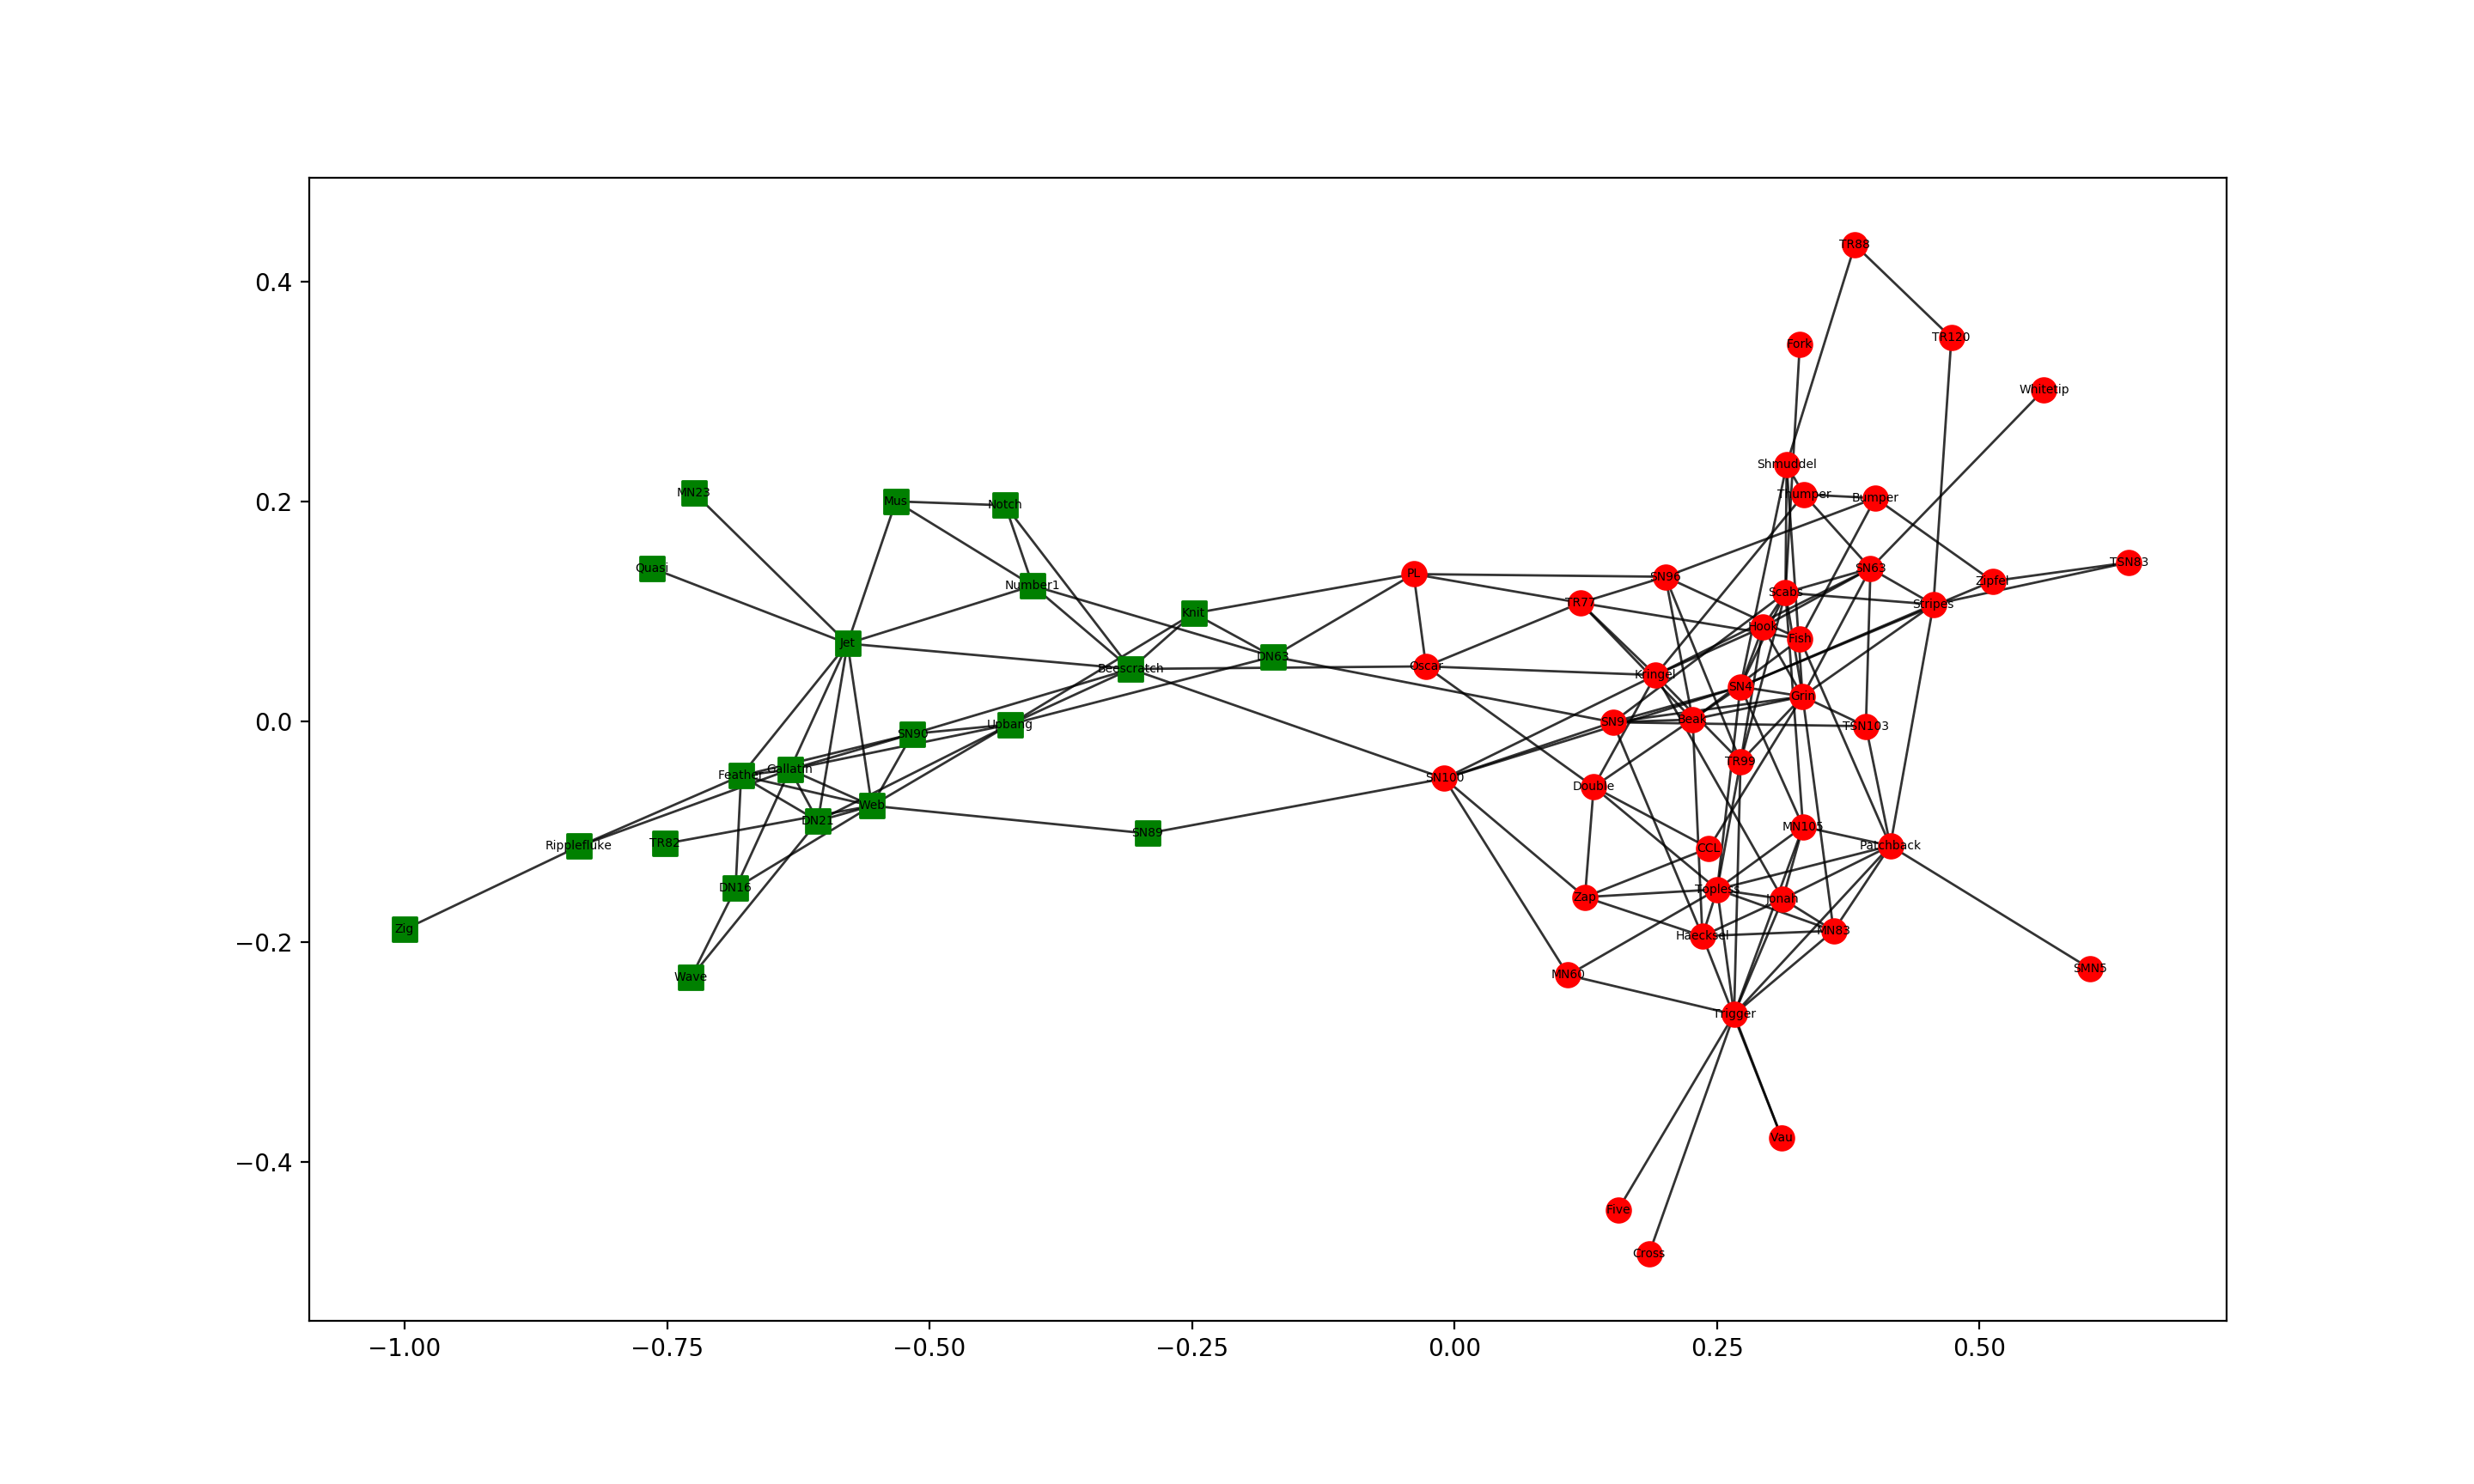 TR88
0.4
Fork
TR120
Whitetip
Shmuddel
MN23
Thumper
Bumper
0.2
Mus
Notch
Quasi
TSN83
SN63
PL
SN96
Zipfel
Number1
Scabs
Knit
TR77
Stripes
Hook
Jet
Fish
DN63
Beescratch
Oscar
Kringel
SN4
Grin
0.0
Upbang
SN9
Beak
TSN103
SN90
Gallatin
TR99
Feather
SN100
Double
Web
DN21
MN105
SN89
TR82
Ripplefluke
CCL
Patchback
DN16
Topless
Zap
Jonah
Zig
Haecksel
MN83
−0.2
Wave
MN60
SMN5
Trigger
Vau
−0.4
Five
Cross
−1.00 −0.75 −0.50 −0.25 0.00 0.25 0.50